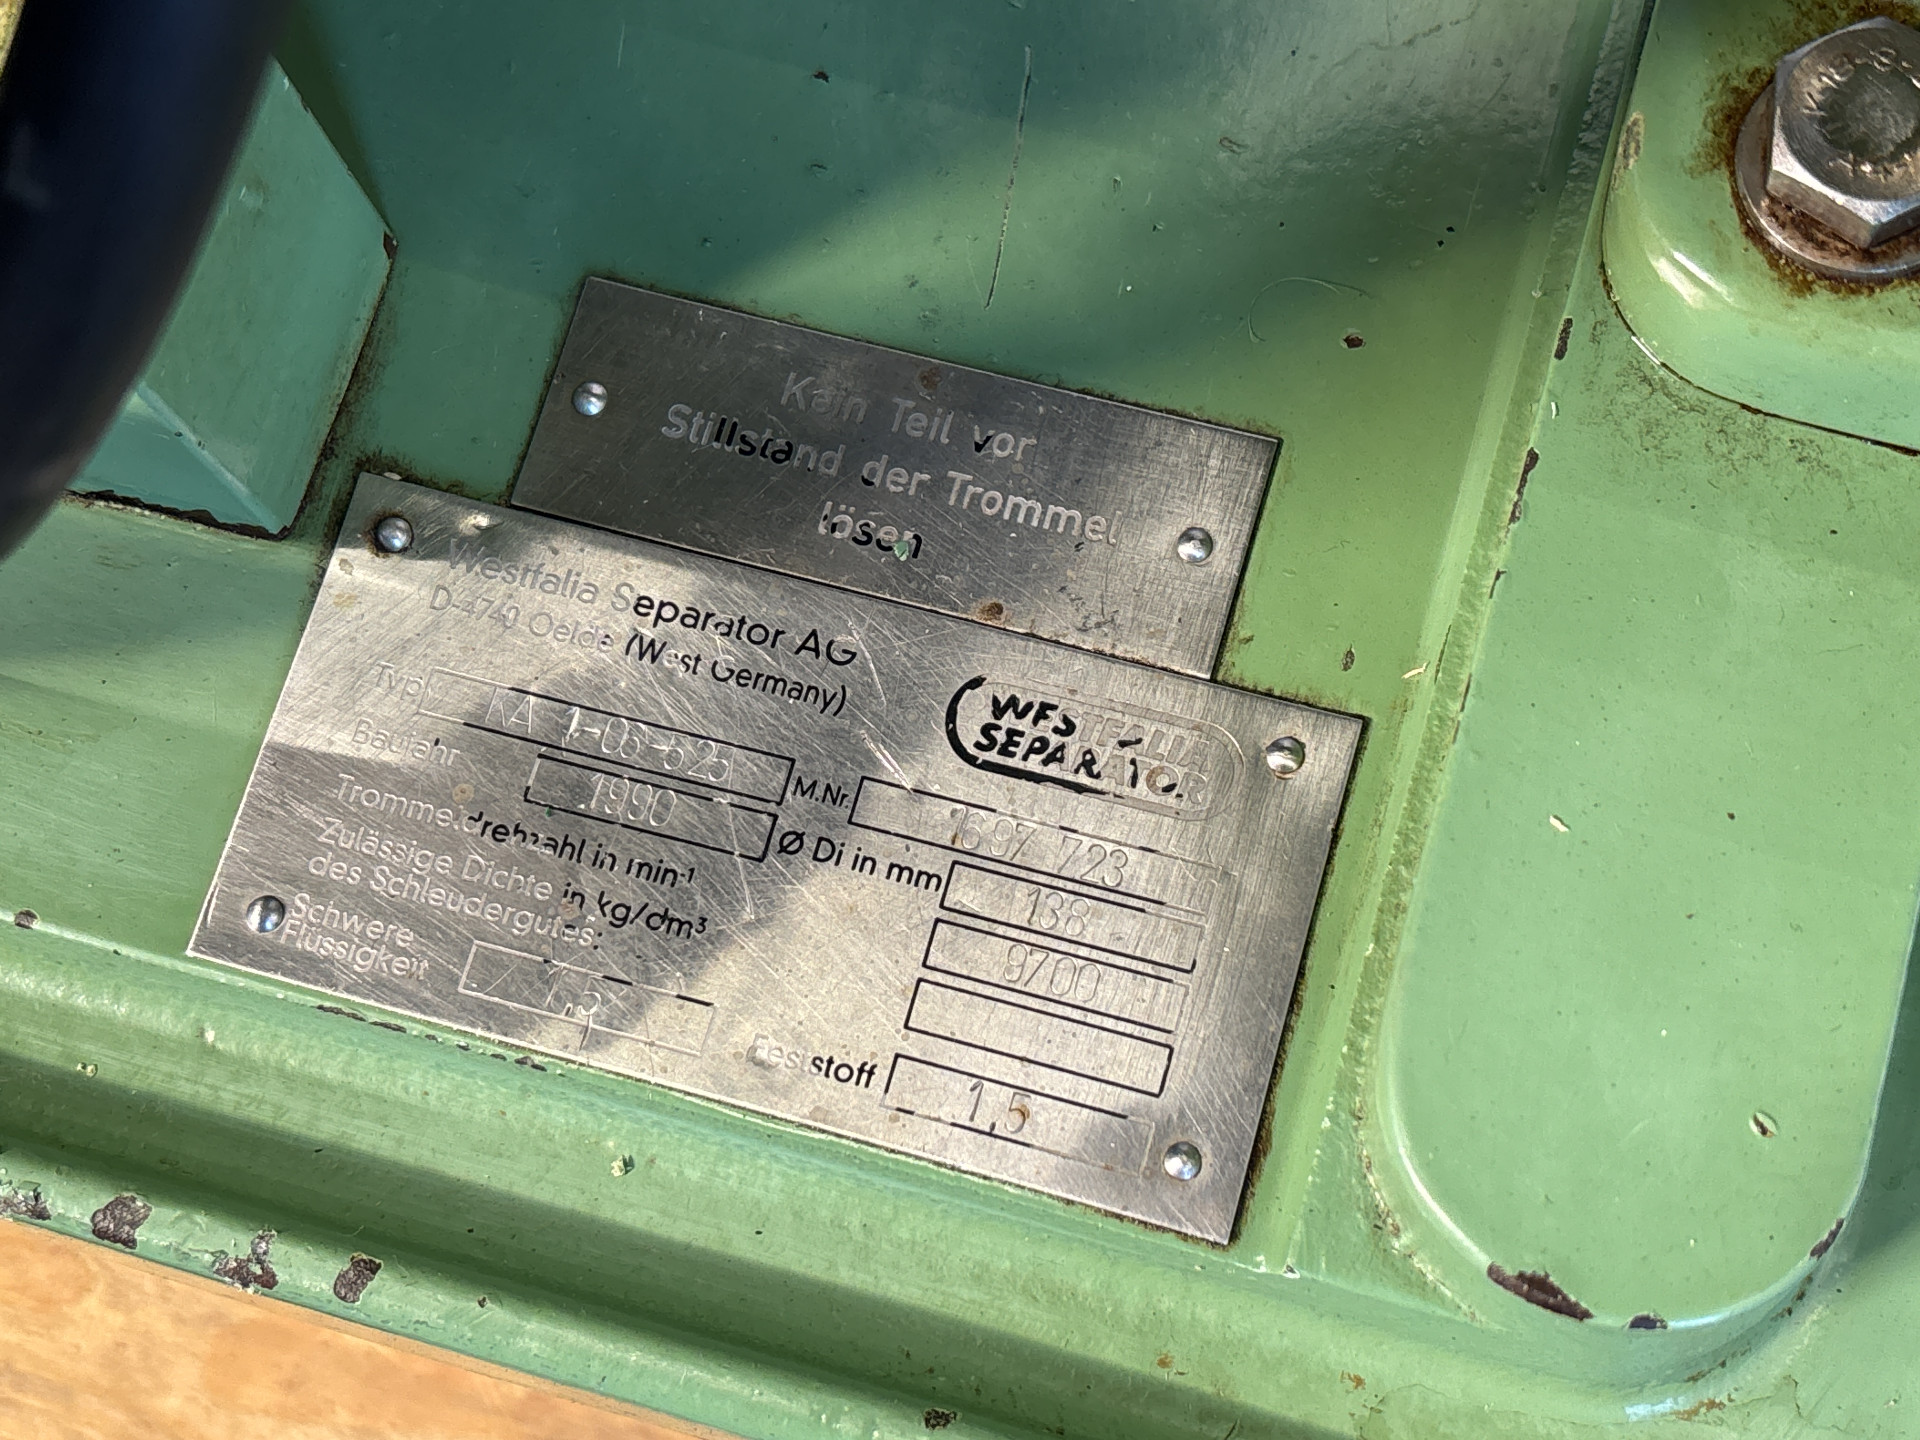 Kein Teil vor
Stillstand der Trommel
lösen
Westfalia Separator AG
D-4740 Oelde (West Germany)
WESTFALIA
SEPARATOR
Typ KA 1-06-525 M.Nr. 1697 723
Baujahr 1990 Ø Di in mm 138
Trommeldrehzahl in min-1 9700
Zulässige Dichte in kg/dm³
des Schleudergutes:
Schwere
Flüssigkeit 1,5 Feststoff 1,5